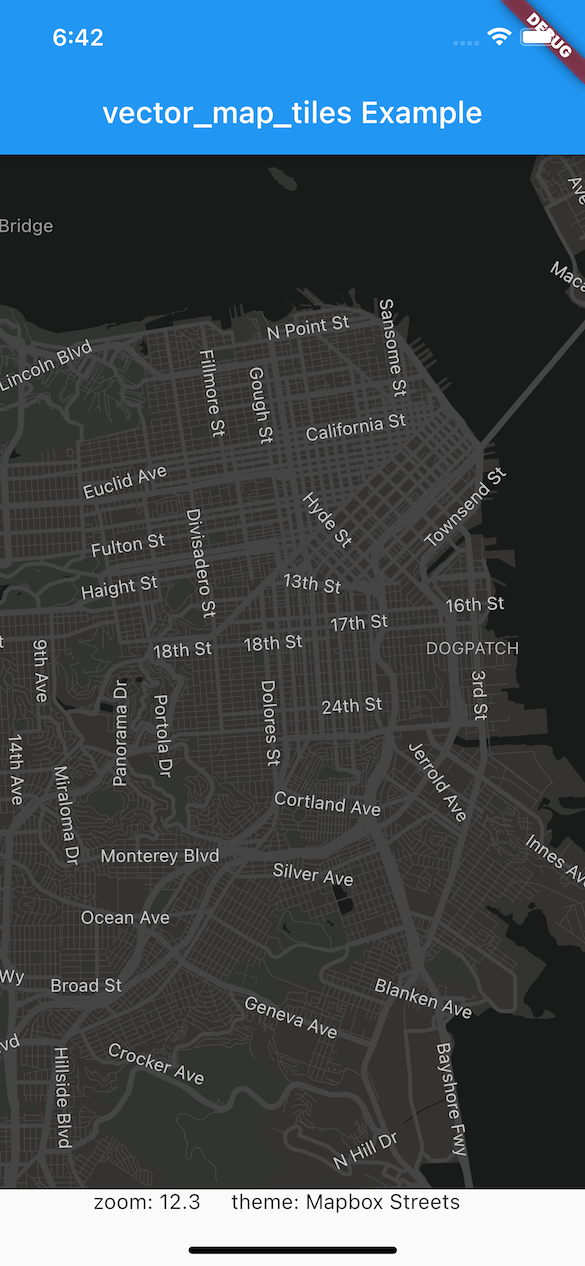 6:42
DEBUG
vector_map_tiles Example
Ave
Bridge
Maca
N Point St
Sansome St
Lincoln Blvd
Fillmore St
Gough St
California St
Euclid Ave
Hyde St
Townsend St
Divisadero St
Fulton St
Haight St
13th St
16th St
17th St
t
18th St
18th St
DOGPATCH
9th Ave
Panorama Dr
Portola Dr
Dolores St
24th St
3rd St
14th Ave
Miraloma Dr
Jerrold Ave
Cortland Ave
Monterey Blvd
Silver Ave
Innes Av
Ocean Ave
Wy
Broad St
Blanken Ave
Geneva Ave
vd
Crocker Ave
Hillside Blvd
Bayshore Fwy
N Hill Dr
zoom: 12.3 theme: Mapbox Streets